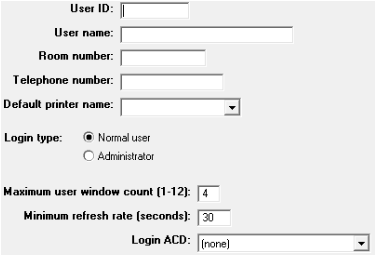 User ID:
User name:
Room number:
Telephone number:
Default printer name:
Login type: Normal user
Administrator
Maximum user window count (1-12): 4
Minimum refresh rate (seconds): 30
Login ACD: (none)